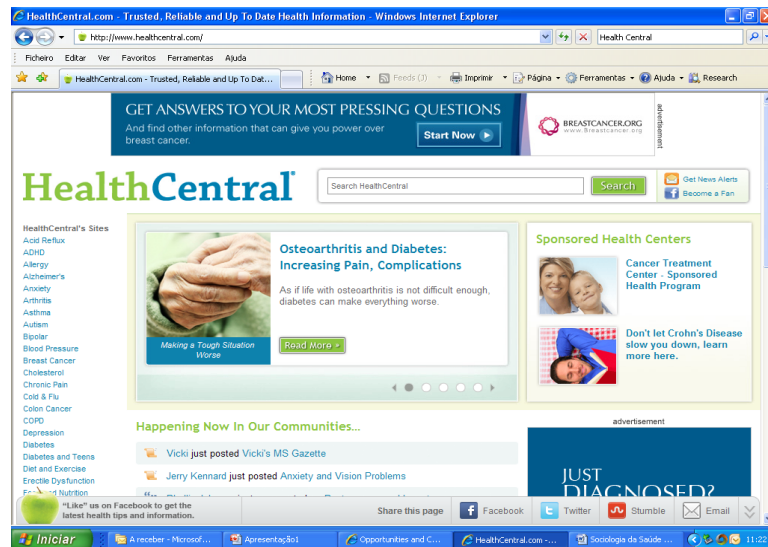 HealthCentral.com - Trusted, Reliable and Up To Date Health Information - Windows Internet Explorer
http://www.healthcentral.com/
Health Central
Ficheiro Editar Ver Favoritos Ferramentas Ajuda
HealthCentral.com - Trusted, Reliable and Up To Dat...
Home Feeds (J) Imprimir Página Ferramentas Ajuda Research
GET ANSWERS TO YOUR MOST PRESSING QUESTIONS
And find other information that can give you power over
breast cancer.
Start Now
BREASTCANCER.ORG
www.Breastcancer.org
advertisement
HealthCentral
Search HealthCentral
Search
Get News Alerts
Become a Fan
HealthCentral's Sites
Acid Reflux
ADHD
Allergy
Alzheimer's
Anxiety
Arthritis
Asthma
Autism
Bipolar
Blood Pressure
Breast Cancer
Cholesterol
Chronic Pain
Cold & Flu
Colon Cancer
COPD
Depression
Diabetes
Diabetes and Teens
Diet and Exercise
Erectile Dysfunction
Nutrition
Osteoarthritis and Diabetes:
Increasing Pain, Complications
As if life with osteoarthritis is not difficult enough,
diabetes can make everything worse.
Making a Tough Situation
Worse
Read More »
Sponsored Health Centers
Cancer Treatment
Center - Sponsored
Health Program
Don't let Crohn's Disease
slow you down, learn
more here.
Happening Now In Our Communities...
Vicki just posted Vicki's MS Gazette
Jerry Kennard just posted Anxiety and Vision Problems
advertisement
JUST
DIAGNOSED?
"Like" us on Facebook to get the
latest health tips and information.
Share this page
Facebook
Twitter
Stumble
Email
Iniciar
A receber - Microsof...
Apresentação1
Opportunities and C...
HealthCentral.com -...
Sociologia da Saúde ...
11:22